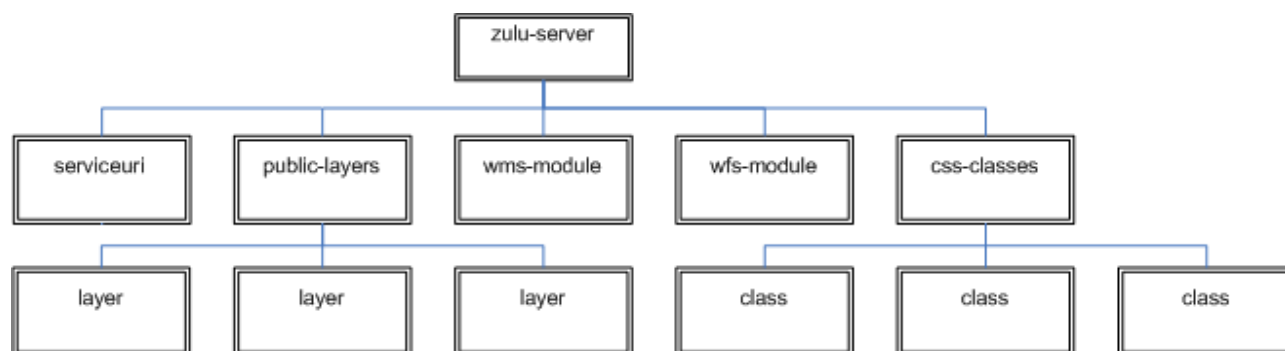 zulu-server
serviceuri
public-layers
wms-module
wfs-module
css-classes
layer
layer
layer
class
class
class